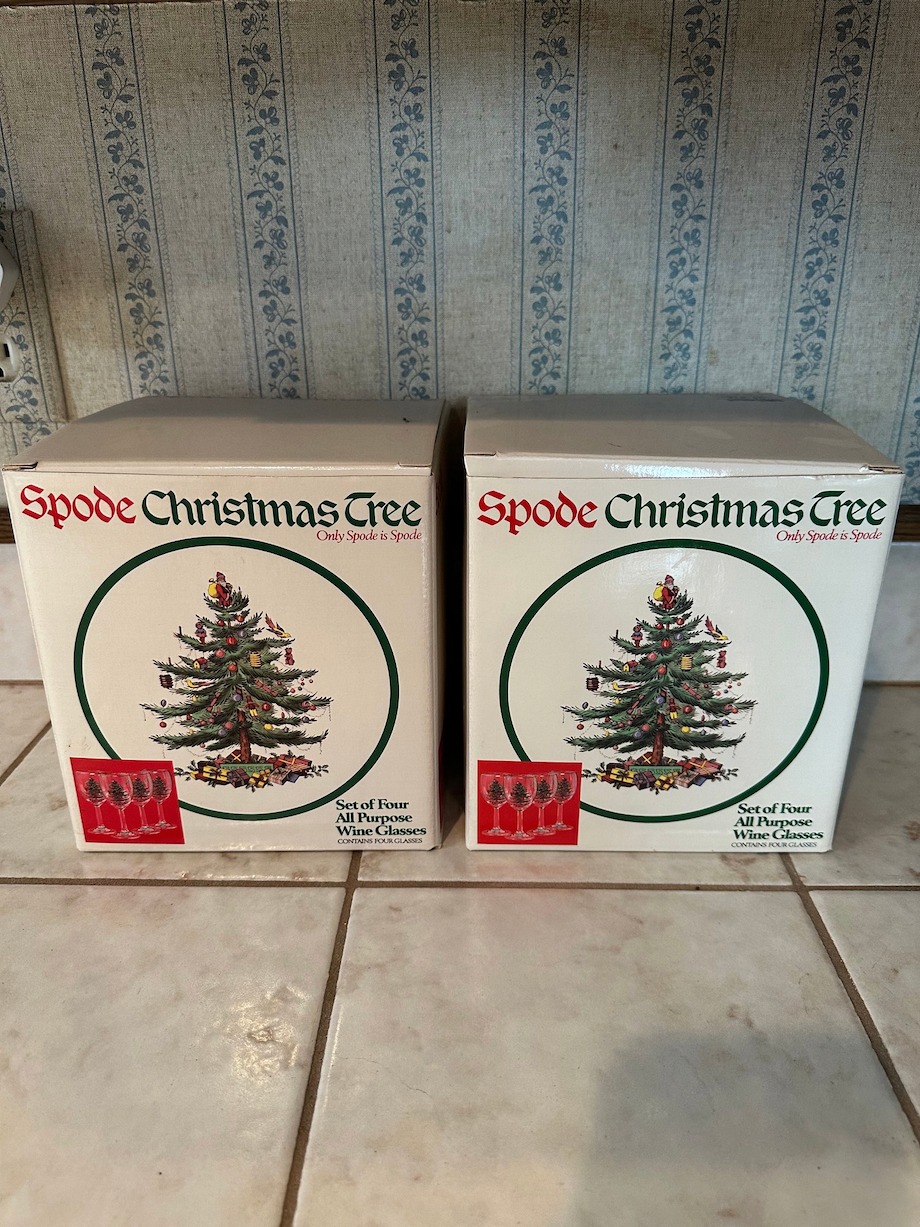 Spode Christmas Tree
Only Spode is Spode
Set of Four
All Purpose
Wine Glasses
CONTAINS FOUR GLASSES
Spode Christmas Tree
Only Spode is Spode
Set of Four
All Purpose
Wine Glasses
CONTAINS FOUR GLASSES